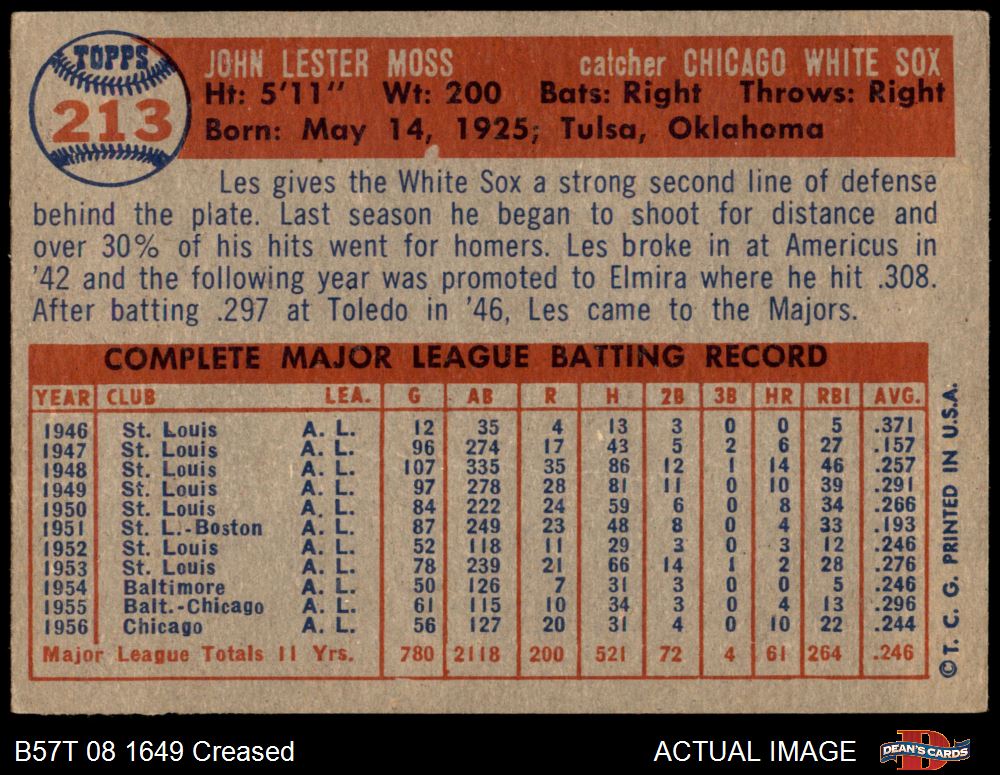 TOPPS
213
JOHN LESTER MOSS catcher CHICAGO WHITE SOX
Ht: 5'11" Wt: 200 Bats: Right Throws: Right
Born: May 14, 1925; Tulsa, Oklahoma
Les gives the White Sox a strong second line of defense
behind the plate. Last season he began to shoot for distance and
over 30% of his hits went for homers. Les broke in at Americus in
'42 and the following year was promoted to Elmira where he hit .308.
After batting .297 at Toledo in '46, Les came to the Majors.
COMPLETE MAJOR LEAGUE BATTING RECORD
YEAR CLUB LEA. G AB R H 2B 3B HR RBI AVG.
1946 St. Louis A. L. 12 35 4 13 3 0 0 5 .371
1947 St. Louis A. L. 96 274 17 43 5 2 6 27 .157
1948 St. Louis A. L. 107 335 35 86 12 1 14 46 .257
1949 St. Louis A. L. 97 278 28 81 11 0 10 39 .291
1950 St. Louis A. L. 84 222 24 59 6 0 8 34 .266
1951 St. L.-Boston A. L. 87 249 23 48 8 0 4 33 .193
1952 St. Louis A. L. 52 118 11 29 3 0 3 12 .246
1953 St. Louis A. L. 78 239 21 66 14 1 2 28 .276
1954 Baltimore A. L. 50 126 7 31 3 0 0 5 .246
1955 Balt.-Chicago A. L. 61 115 10 34 3 0 4 13 .296
1956 Chicago A. L. 56 127 20 31 4 0 10 22 .244
Major League Totals 11 Yrs. 780 2118 200 521 72 4 61 264 .246
©T. C. G. PRINTED IN U.S.A.
B57T 08 1649 Creased ACTUAL IMAGE
D
DEAN'S CARDS